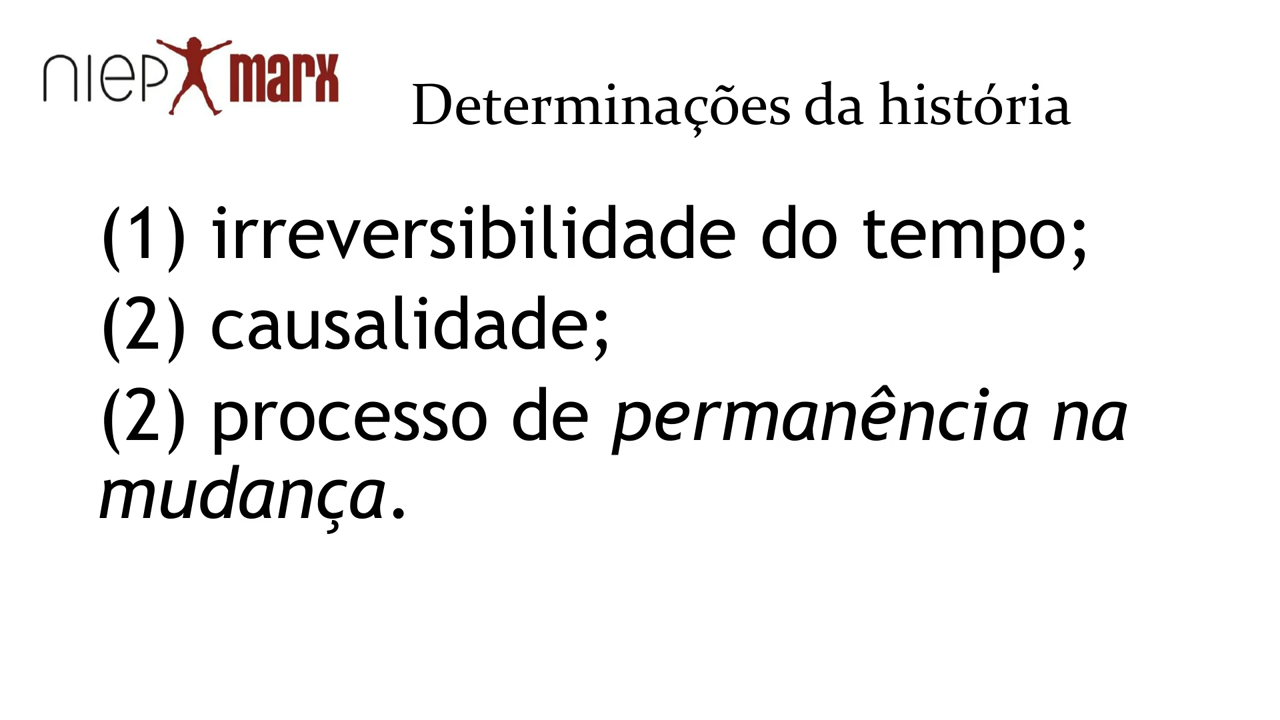 NIEP marx
Determinações da história
(1) irreversibilidade do tempo;
(2) causalidade;
(2) processo de permanência na
mudança.